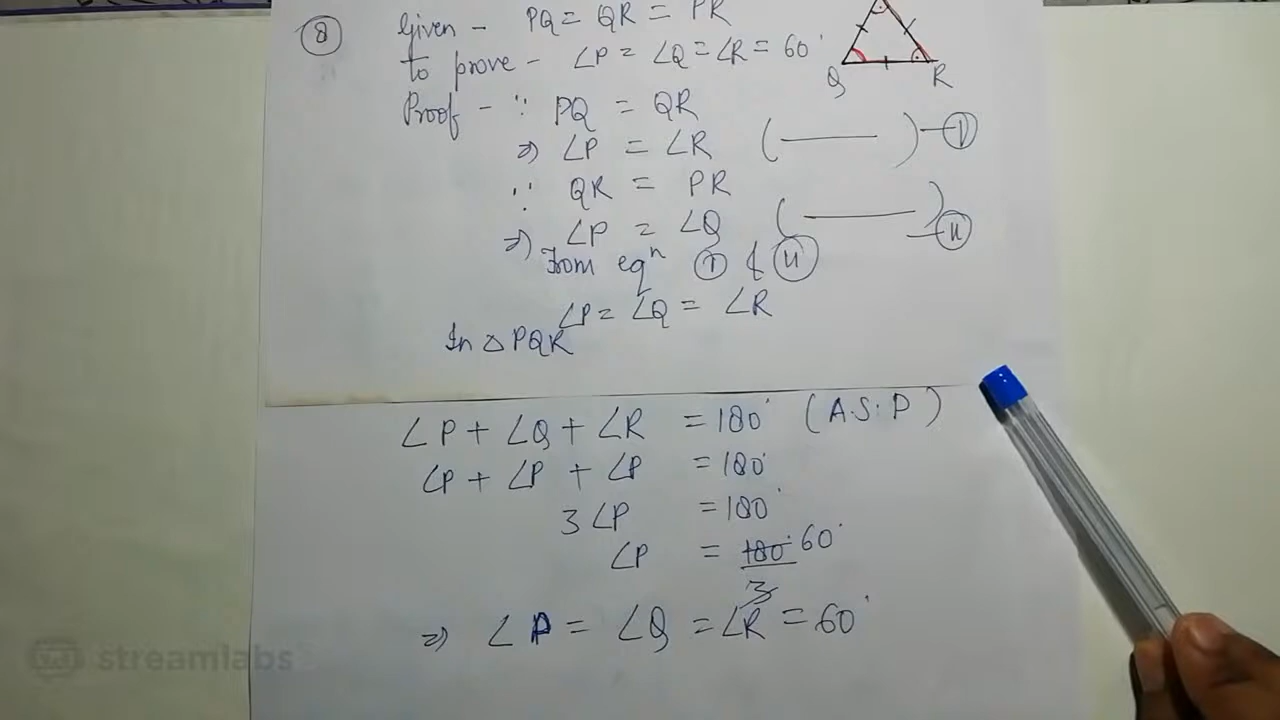 8 Given - PQ = QR = PR
to prove - ∠P = ∠Q = ∠R = 60°
Q R
Proof - ∵ PQ = QR
⇒ ∠P = ∠R ( —— ) — I
∵ QR = PR
⇒ ∠P = ∠Q ( —— ) — II
From eqn I & II
∠P = ∠Q = ∠R
In △PQR
∠P + ∠Q + ∠R = 180° (A.S.P)
∠P + ∠P + ∠P = 180°
3∠P = 180°
∠P = 180°/3 60°
⇒ ∠P = ∠Q = ∠R = 60°
streamlabs